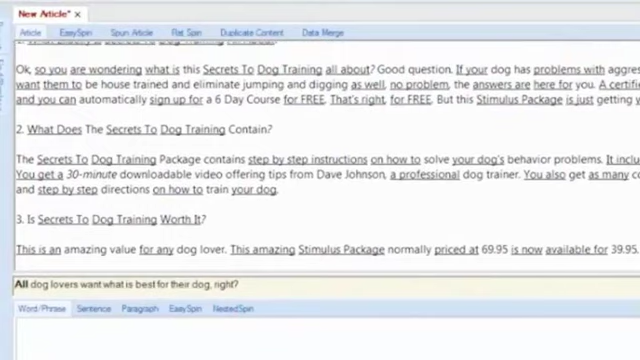 New Article* x
Article EasySpin Spun Article Flat Spin Duplicate Content Data Merge
Ok, so you are wondering what is this Secrets To Dog Training all about? Good question. If your dog has problems with
want them to be house trained and eliminate jumping and digging as well, no problem, the answers are here for you. A
and you can automatically sign up for a 6 Day Course for FREE. That's right, for FREE. But this Stimulus Package is just getting
2. What Does The Secrets To Dog Training Contain?
The Secrets To Dog Training Package contains step by step instructions on how to solve your dog's behavior problems. It
You get a 30-minute downloadable video offering tips from Dave Johnson, a professional dog trainer. You also get as many
and step by step directions on how to train your dog.
3. Is Secrets To Dog Training Worth It?
This is an amazing value for any dog lover. This amazing Stimulus Package normally priced at 69.95 is now available for 39.95.
All dog lovers want what is best for their dog, right?
Word/Phrase Sentence Paragraph EasySpin NestedSpin